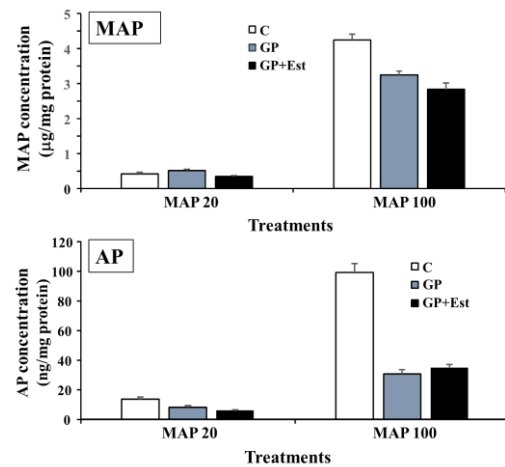 MAP
C
GP
GP+Est
MAP concentration
(µg/mg protein)
5
4
3
2
1
0
MAP 20
MAP 100
Treatments
AP
C
GP
GP+Est
AP concentration
(ng/mg protein)
120
100
80
60
40
20
0
MAP 20
MAP 100
Treatments